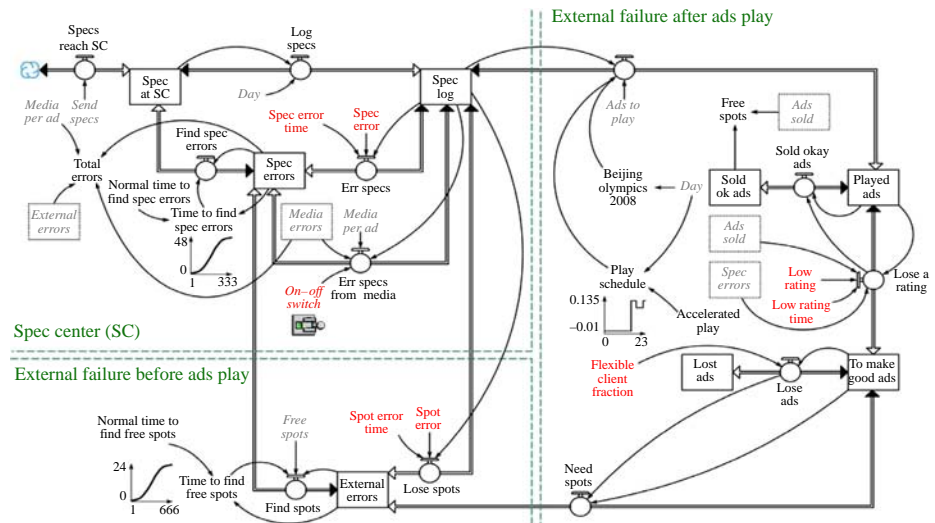 External failure after ads play
Specs
reach SC
Log
specs
Spec
at SC
Spec
log
Day
Media
per ad
Send
specs
Spec error
time
Spec
error
Ads to
play
Free
spots
Ads
sold
Find spec
errors
Total
errors
Spec
errors
Err specs
Normal time to
find spec errors
Time to find
spec errors
External
errors
48
0
1
333
Media
errors
Media
per ad
Err specs
from media
On–off
switch
Spec center (SC)
Sold okay
ads
Sold
ok ads
Played
ads
Beijing
olympics
2008
Day
Ads
sold
Spec
errors
Low
rating
Low rating
time
Lose a
rating
Play
schedule
0.135
–0.01
0
23
Accelerated
play
Flexible
client
fraction
Lost
ads
Lose
ads
To make
good ads
External failure before ads play
Normal time to
find free spots
24
0
1
666
Time to find
free spots
Free
spots
Find spots
External
errors
Spot error
time
Spot
error
Lose spots
Need
spots